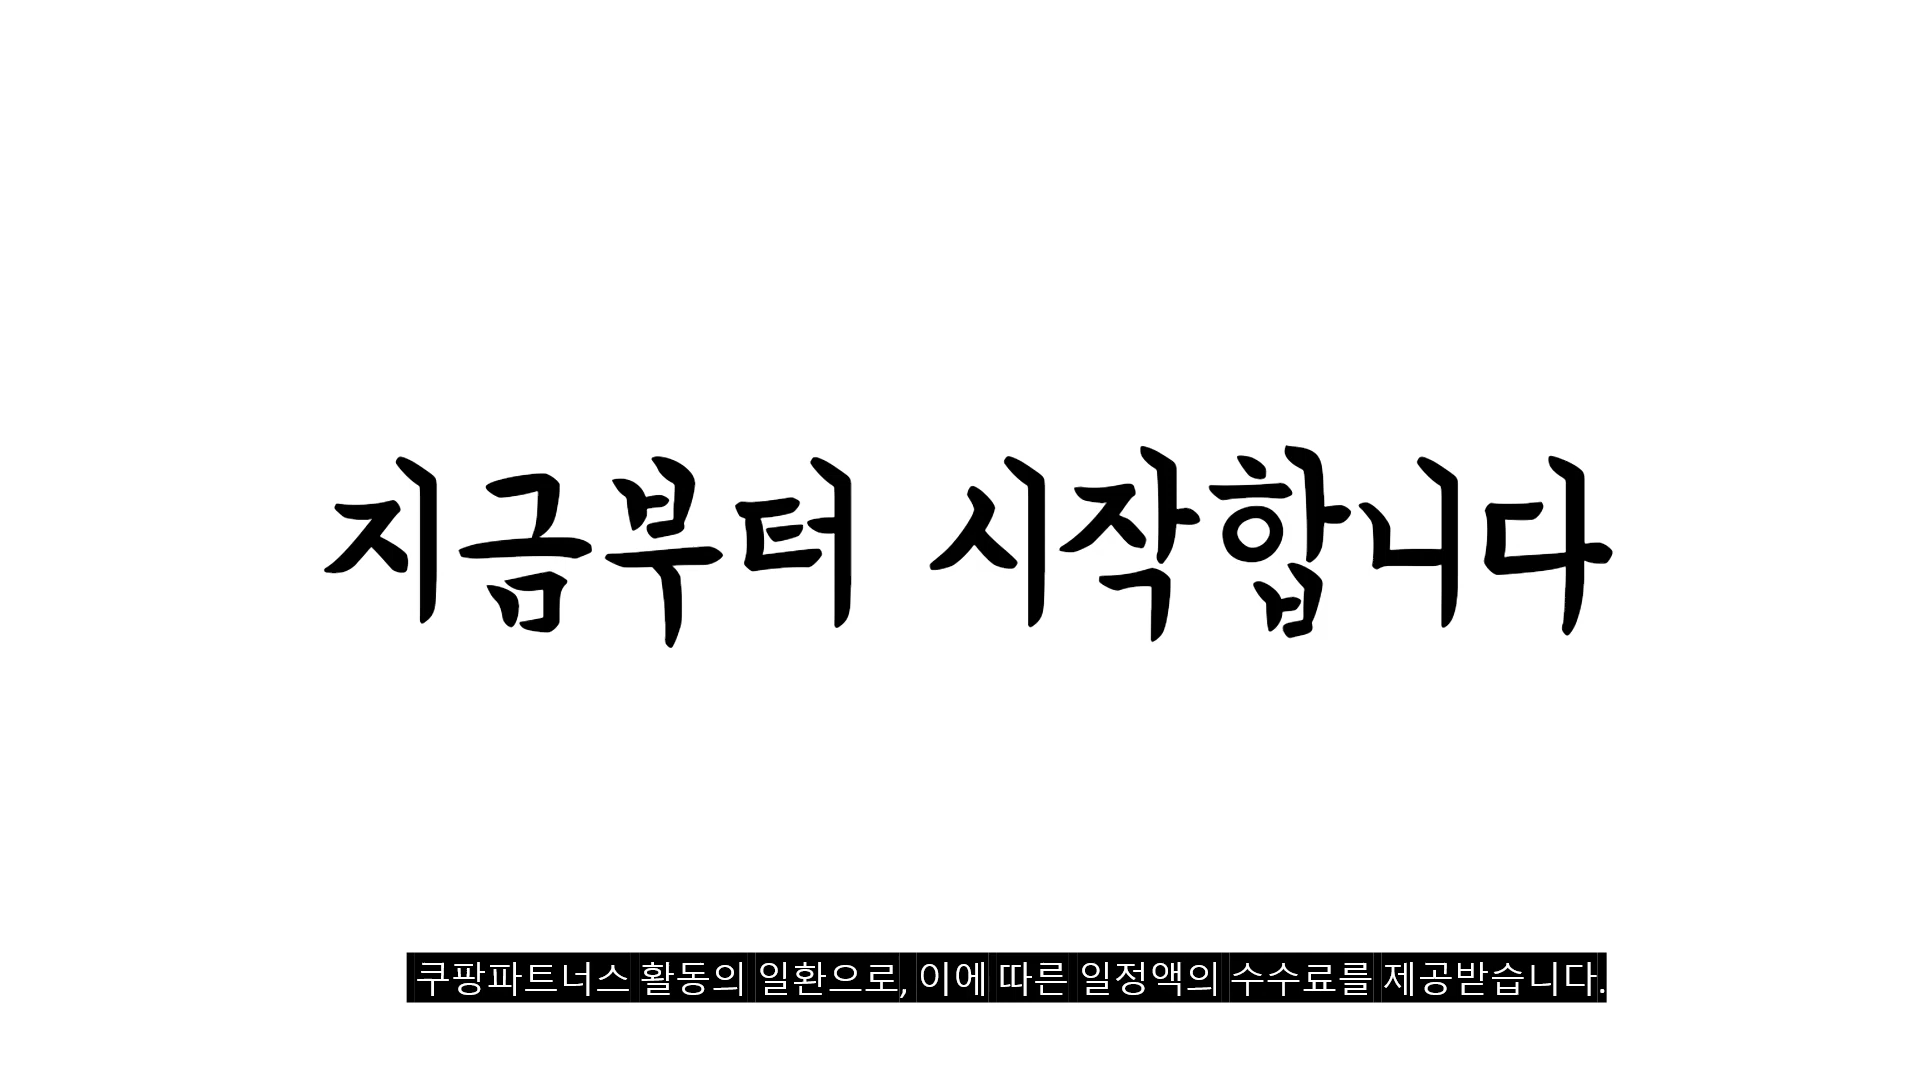 지금부터 시작합니다
쿠팡파트너스 활동의 일환으로, 이에 따른 일정액의 수수료를 제공받습니다.